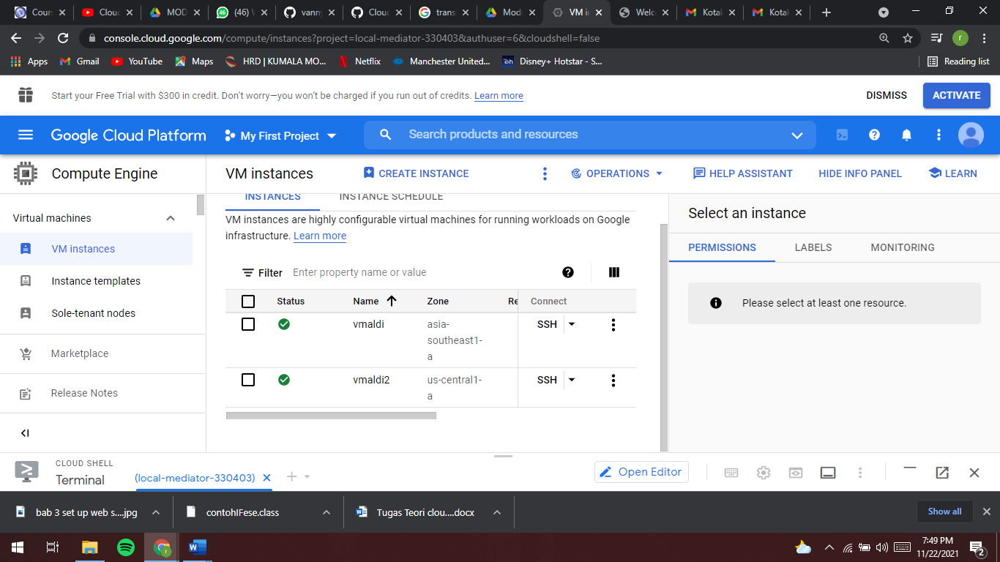 Cours
Cloud
MOD
(46) W
vanny
Cloud
trans
Modu
VM in
Welc
Kotak
Kotak
console.cloud.google.com/compute/instances?project=local-mediator-330403&authuser=6&cloudshell=false
r
Apps
Gmail
YouTube
Maps
HRD | KUMALA MO...
Netflix
Manchester United...
Disney+ Hotstar - S...
Reading list
Start your Free Trial with $300 in credit. Don't worry—you won't be charged if you run out of credits. Learn more
DISMISS
ACTIVATE
Google Cloud Platform
My First Project
Search products and resources
Compute Engine
VM instances
CREATE INSTANCE
OPERATIONS
HELP ASSISTANT
HIDE INFO PANEL
LEARN
Virtual machines
VM instances
Instance templates
Sole-tenant nodes
Marketplace
Release Notes
INSTANCES
INSTANCE SCHEDULE
VM instances are highly configurable virtual machines for running workloads on Google
infrastructure. Learn more
Filter
Enter property name or value
Status
Name
Zone
Re
Connect
vmaldi
asia-
southeast1-
a
SSH
vmaldi2
us-central1-
a
SSH
Select an instance
PERMISSIONS
LABELS
MONITORING
Please select at least one resource.
CLOUD SHELL
Terminal
(local-mediator-330403)
Open Editor
bab 3 set up web s....jpg
contohIFese.class
Tugas Teori clou....docx
Show all
7:49 PM
11/22/2021
2